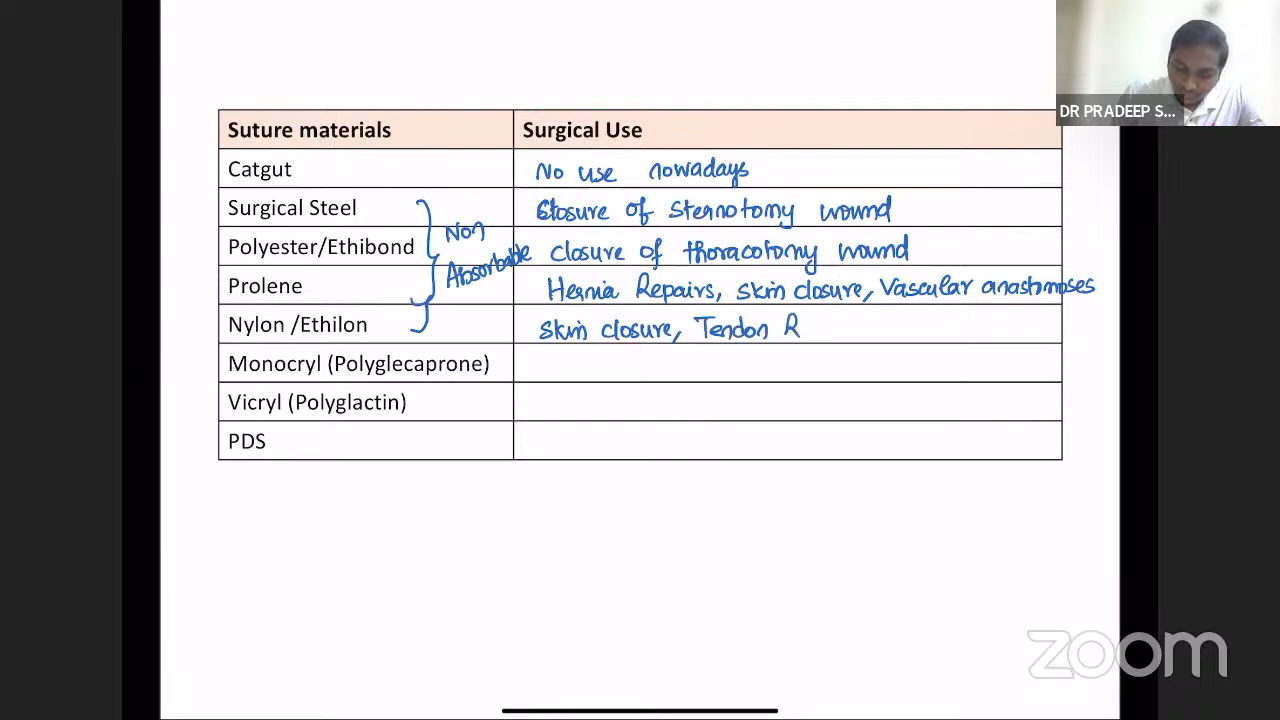 DR PRADEEP S...
Suture materials Surgical Use
Catgut No use nowadays
Surgical Steel Closure of sternotomy wound
Non
Polyester/Ethibond closure of thoracotomy wound
Absorbable
Prolene Hernia Repairs, skin closure, Vascular anastmoses
Nylon /Ethilon skin closure, Tendon R
Monocryl (Polyglecaprone)
Vicryl (Polyglactin)
PDS
zoom